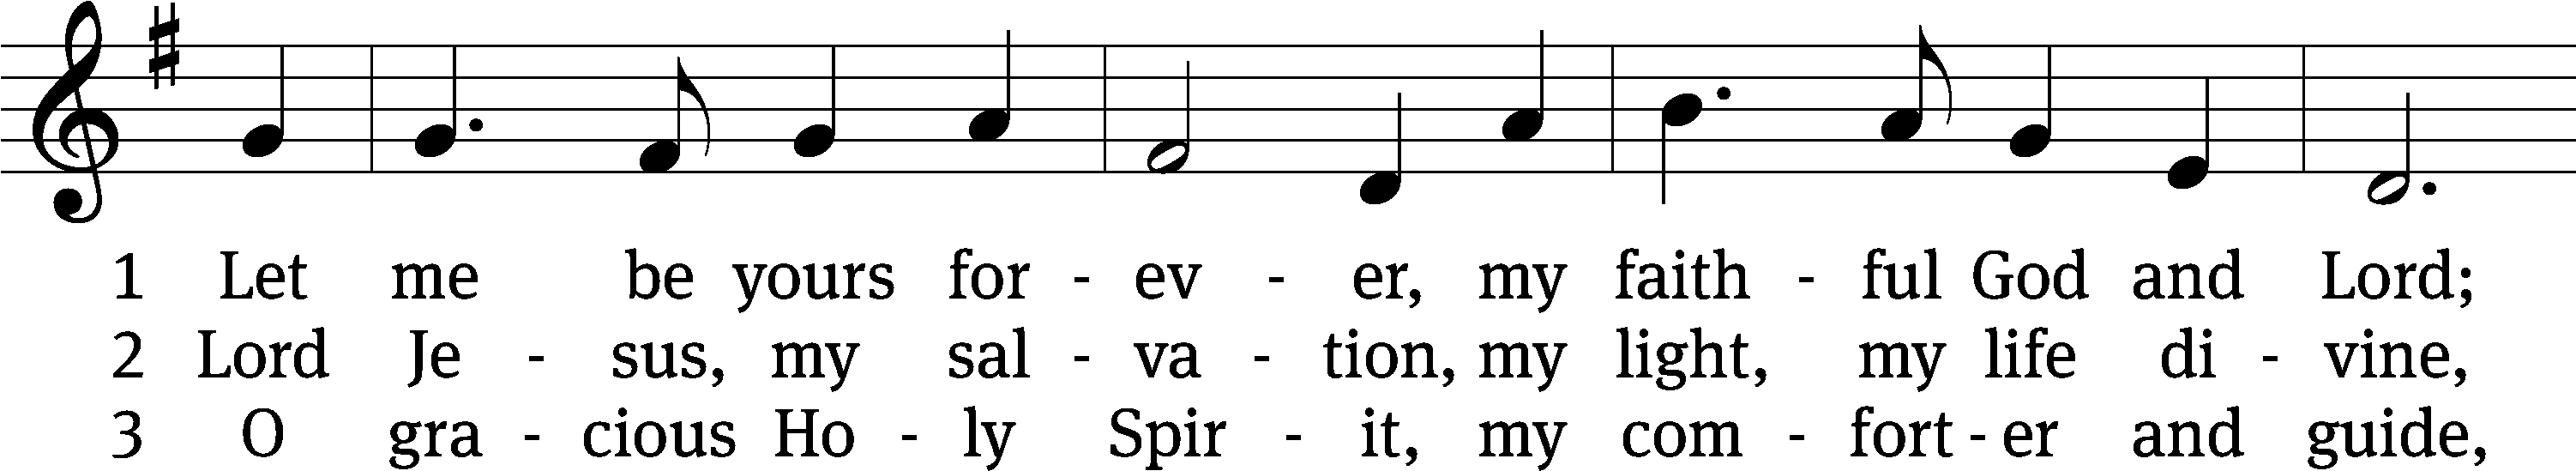 1 Let me be yours for - ev - er, my faith - ful God and Lord;
2 Lord Je - sus, my sal - va - tion, my light, my life di - vine,
3 O gra - cious Ho - ly Spir - it, my com - fort - er and guide,